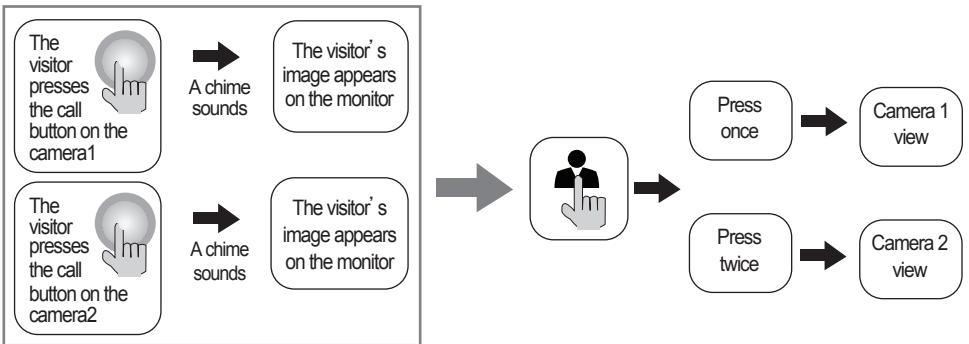 The
visitor
presses
the call
button on the
camera1
A chime
sounds
The visitor’s
image appears
on the monitor
The
visitor
presses
the call
button on the
camera2
A chime
sounds
The visitor’s
image appears
on the monitor
Press
once
Camera 1
view
Press
twice
Camera 2
view